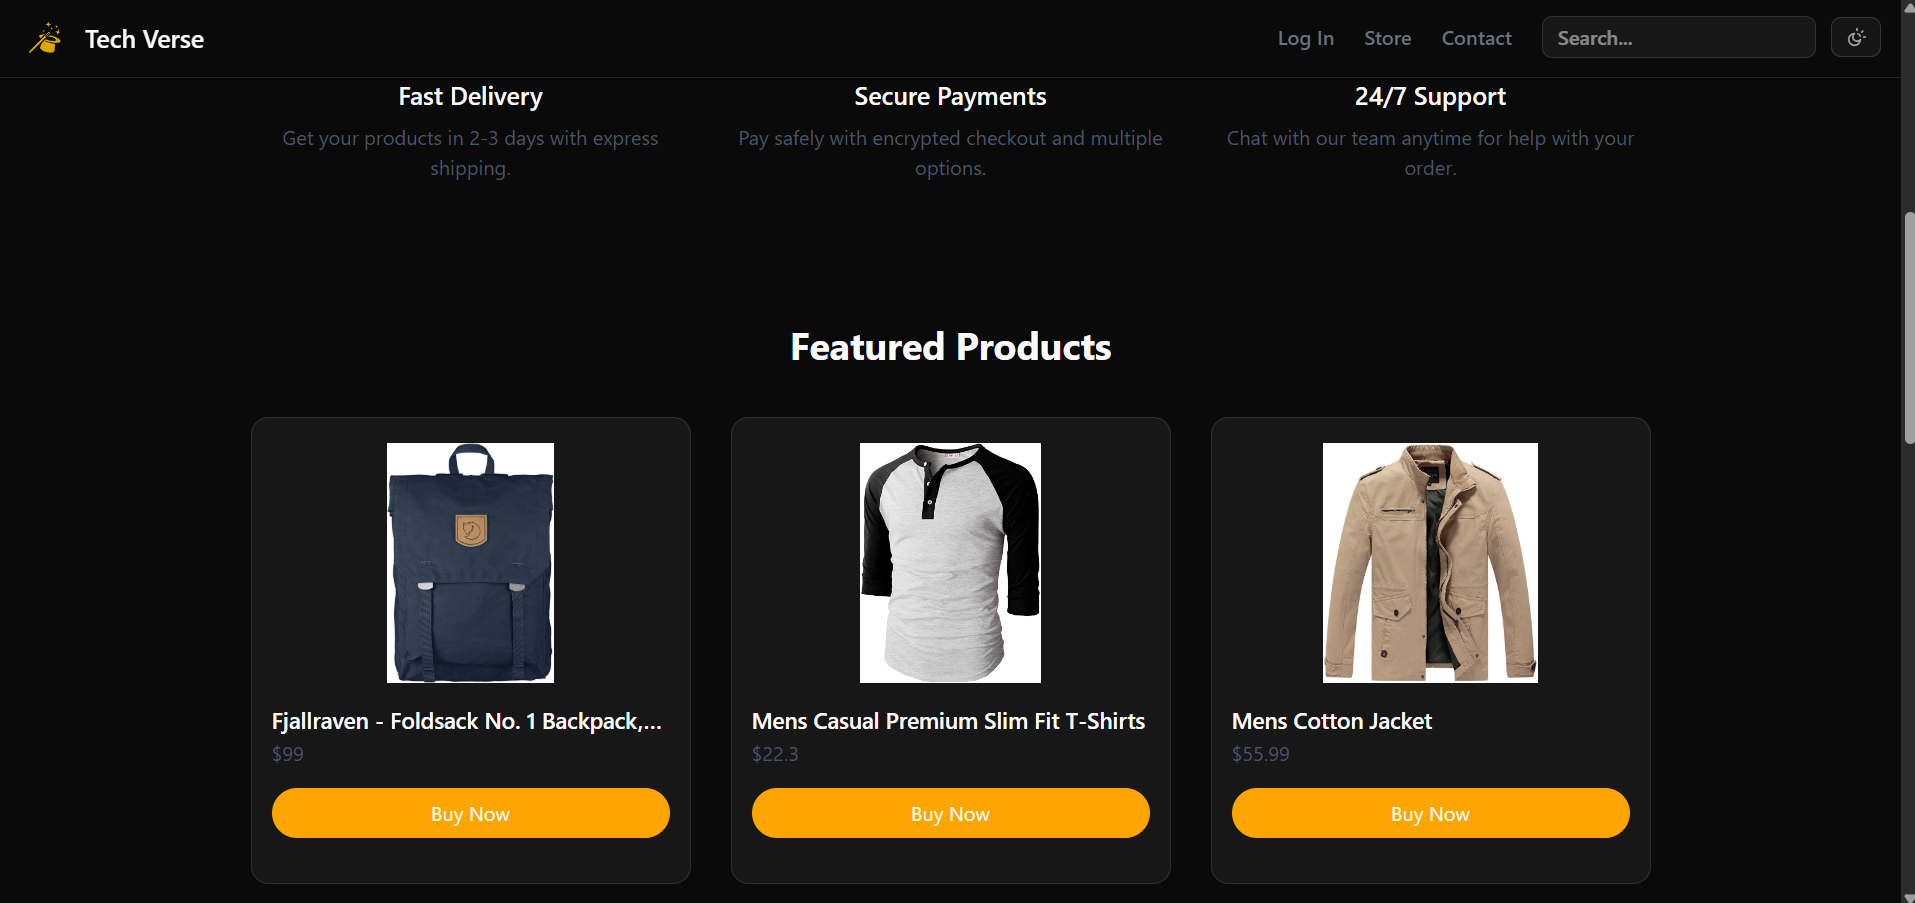 Tech Verse
Log In
Store
Contact
Search...
Fast Delivery
Get your products in 2-3 days with express
shipping.
Secure Payments
Pay safely with encrypted checkout and multiple
options.
24/7 Support
Chat with our team anytime for help with your
order.
Featured Products
Fjallraven - Foldsack No. 1 Backpack,...
$99
Buy Now
Mens Casual Premium Slim Fit T-Shirts
$22.3
Buy Now
Mens Cotton Jacket
$55.99
Buy Now